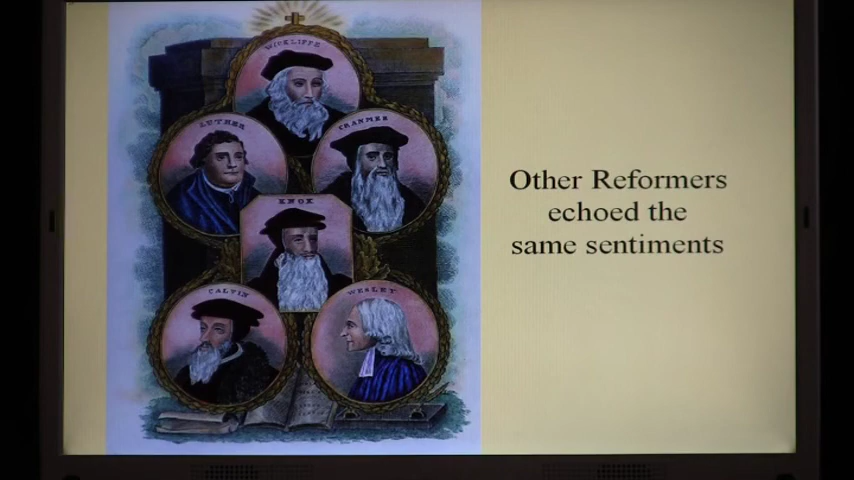 WICKLIFFE
LUTHER
CRANMER
KNOX
CALVIN
WESLEY
Other Reformers
echoed the
same sentiments